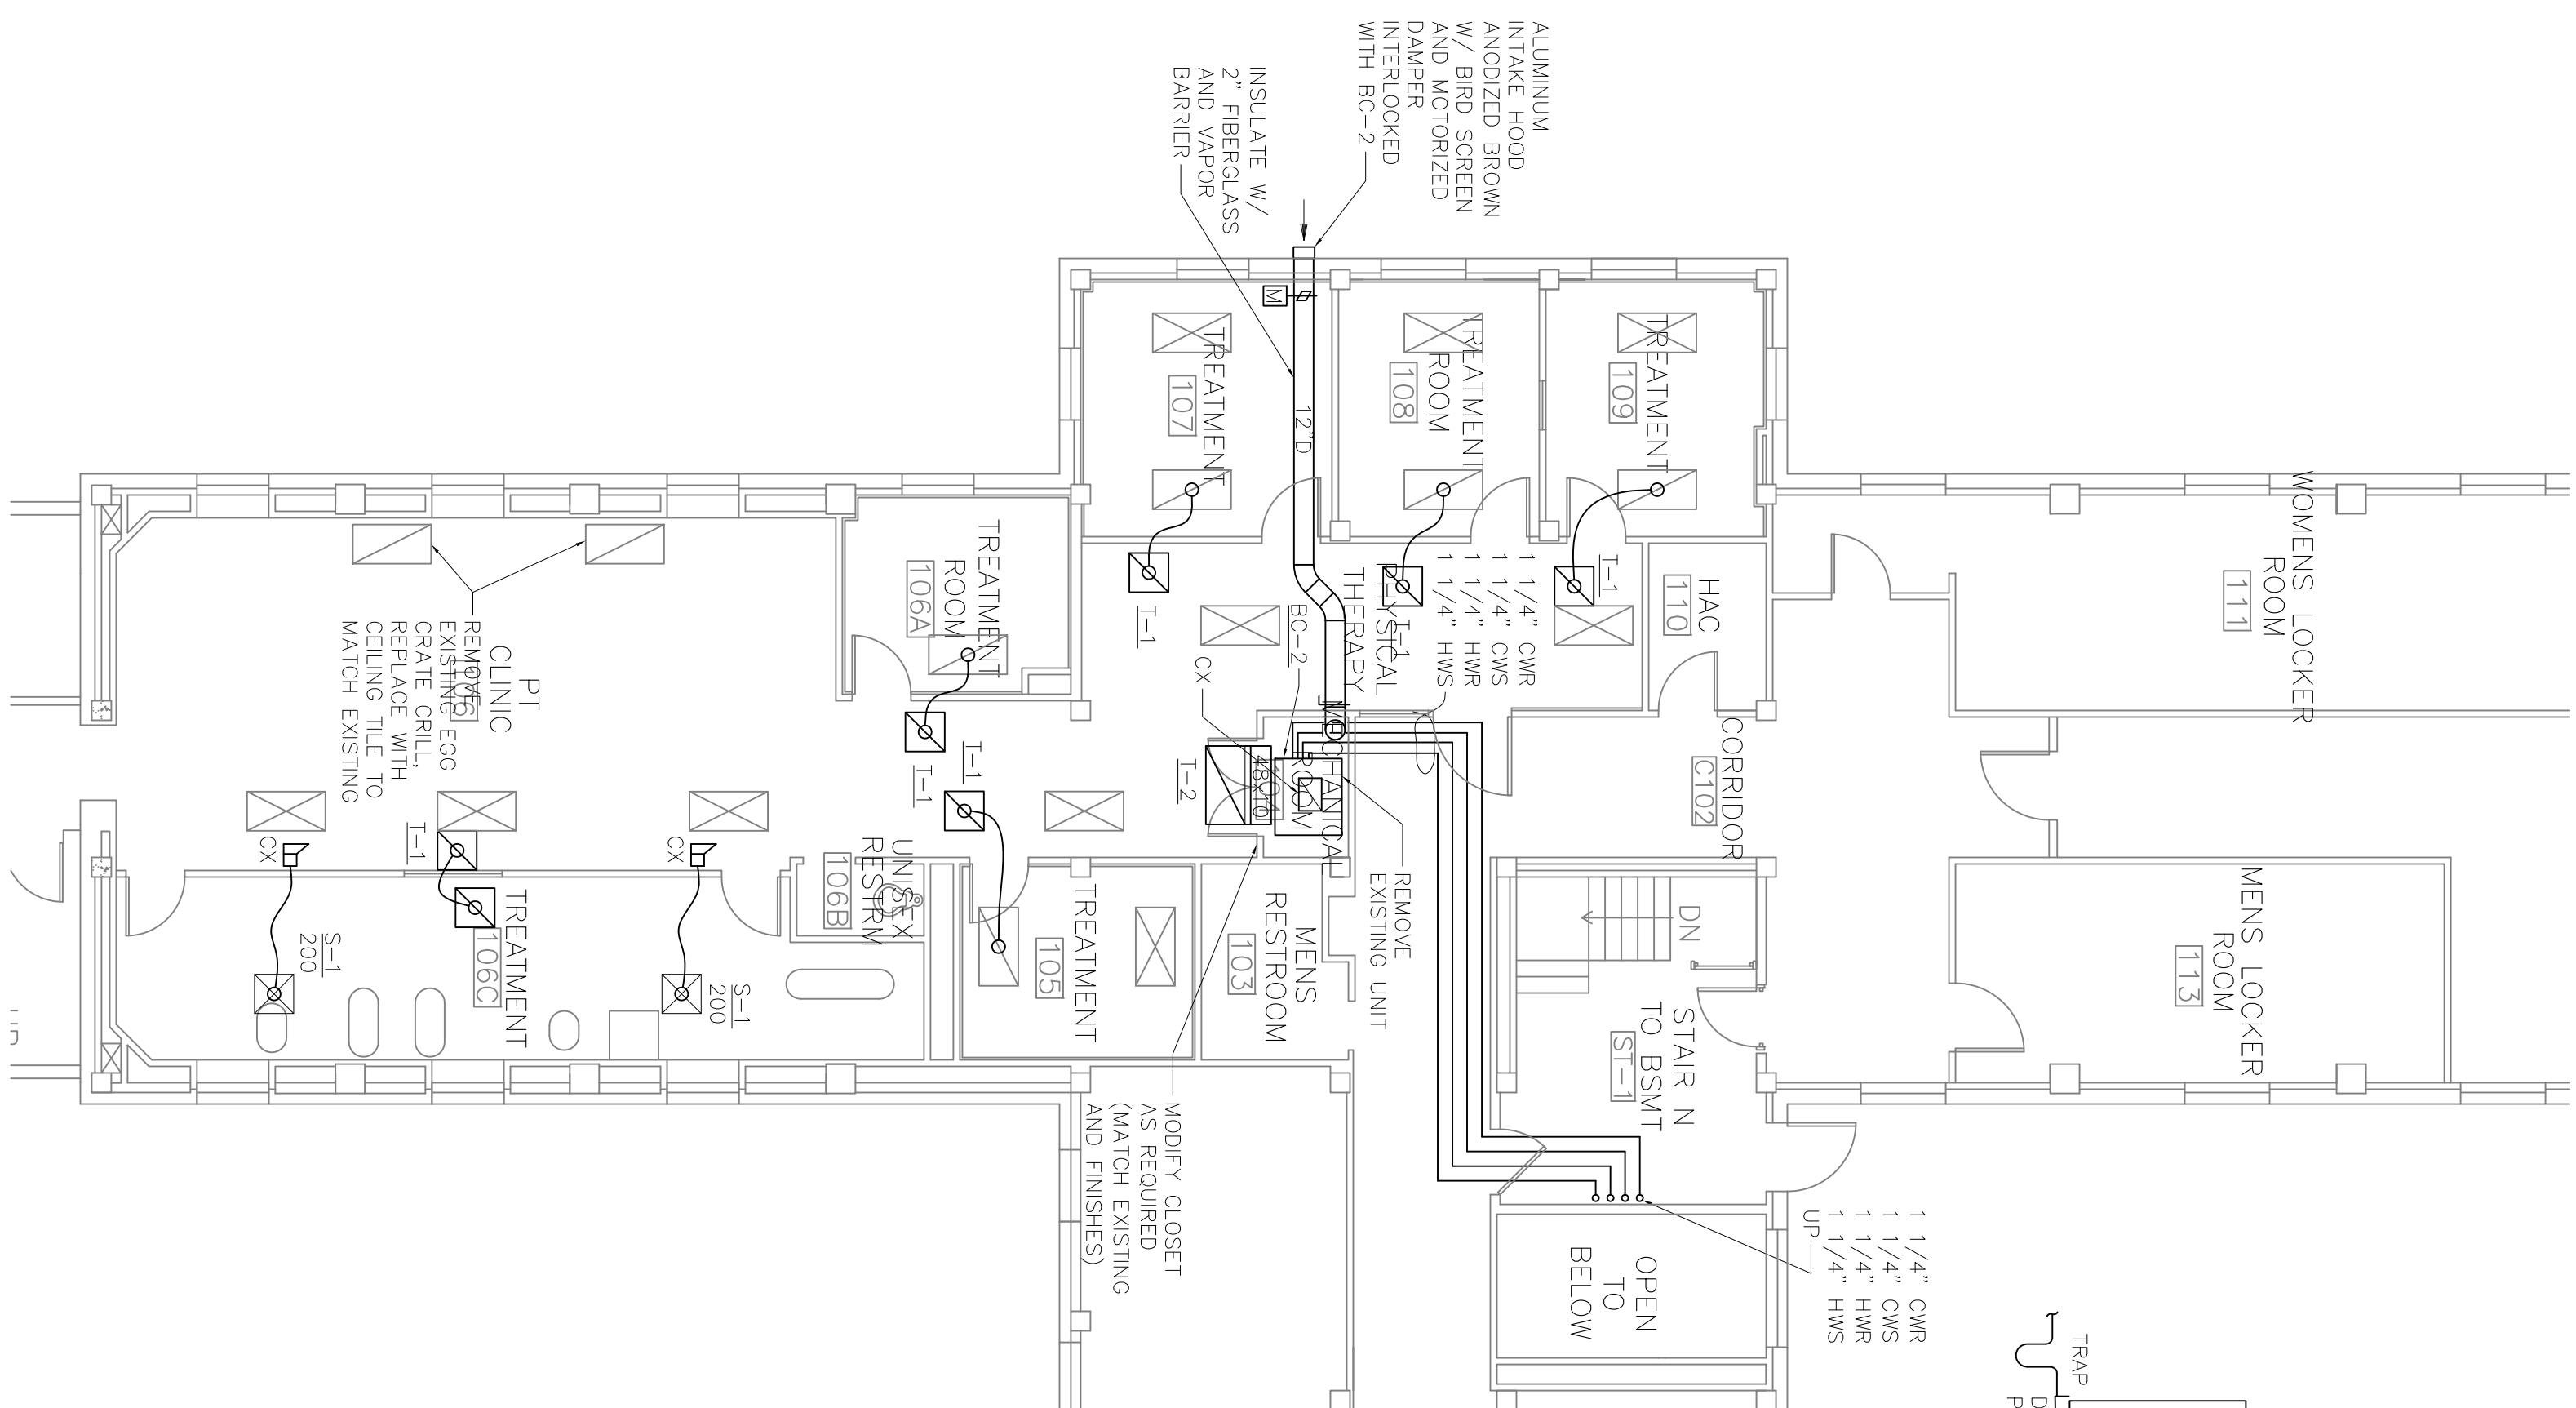 ALUMINUM
INTAKE HOOD
ANODIZED BROWN
W/ BIRD SCREEN
AND MOTORIZED
DAMPER
INTERLOCKED
WITH BC-2
INSULATE W/
2" FIBERGLASS
AND VAPOR
BARRIER
M
12"D
TREATMENT
107
TREATMENT
ROOM
108
TREATMENT
109
WOMENS LOCKER
ROOM
111
TREATMENT
ROOM
106A
T-1
T-1
T-1
1 1/4" CWR
1 1/4" CWS
1 1/4" HWR
1 1/4" HWS
HAC
110
PHYSICAL
THERAPY
BC-2
CX
PT
CLINIC
106
REMOVE
EXISTING EGG
CRATE CRILL,
REPLACE WITH
CEILING TILE TO
MATCH EXISTING
CORRIDOR
C102
MECHANICAL
ROOM
18X10
T-2
T-1
T-1
T-1
CX
CX
UNISEX
RESTRM
106B
TREATMENT
106C
S-1
200
S-1
200
TREATMENT
105
MENS
RESTROOM
103
REMOVE
EXISTING UNIT
DN
STAIR N
TO BSMT
ST-1
MENS LOCKER
ROOM
113
MODIFY CLOSET
AS REQUIRED
(MATCH EXISTING
AND FINISHES)
OPEN
TO
BELOW
1 1/4" CWR
1 1/4" CWS
1 1/4" HWR
1 1/4" HWS
UP
TRAP
D
P